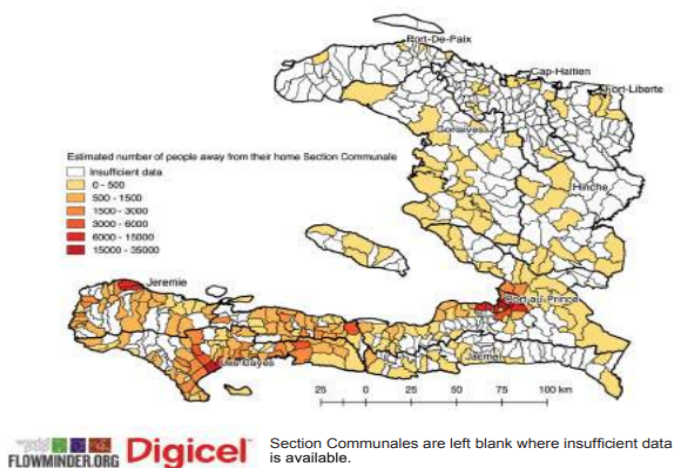 Port-De-Paix
Cap-Haitien
Fort-Liberte
Gonaives
Estimated number of people away from their home Section Communale
Insufficient data
0 - 500
500 - 1500
1500 - 3000
3000 - 6000
6000 - 15000
15000 - 35000
Hinche
Jeremie
Port-au-Prince
Les Cayes
Jacmel
25 0 25 50 75 100 km
FLOWMINDER.ORG
Digicel
Section Communales are left blank where insufficient data
is available.